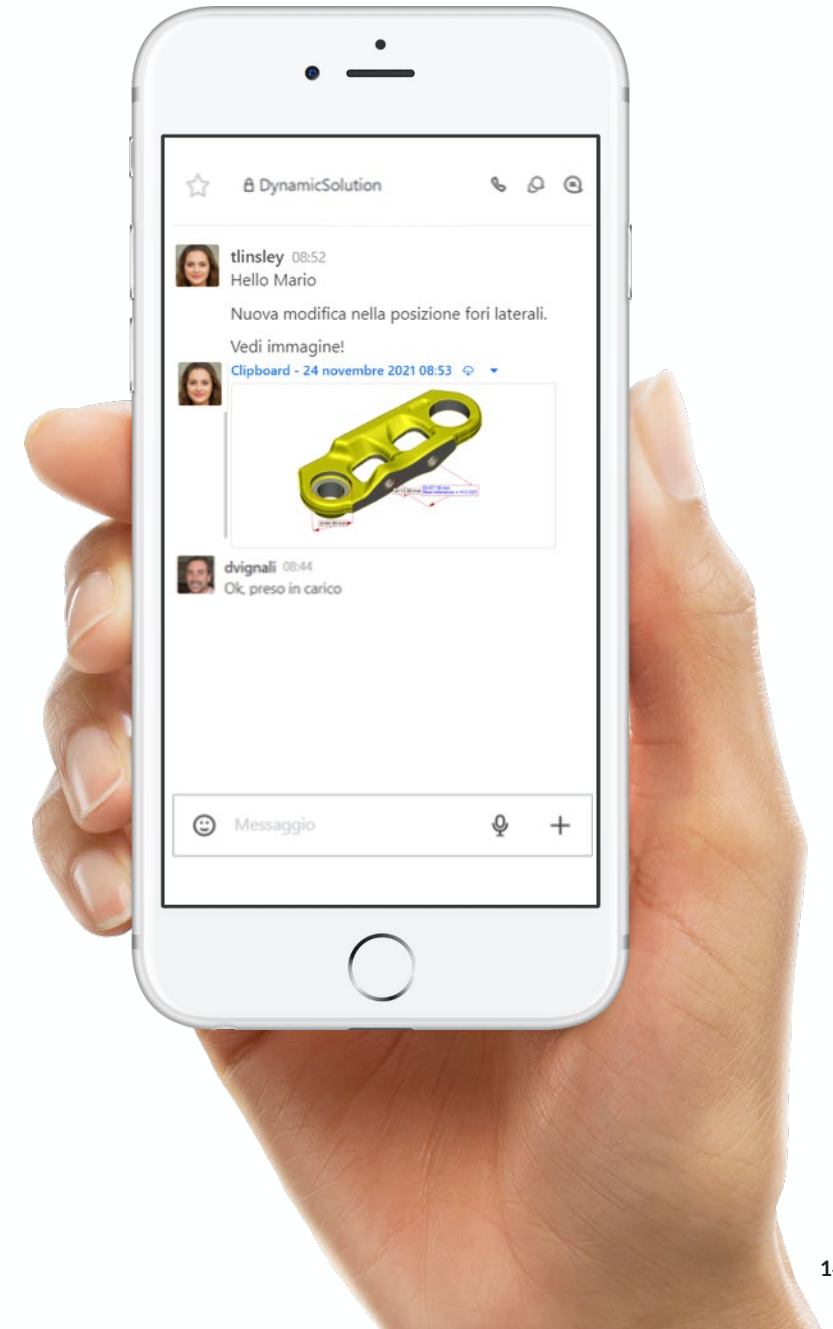 DynamicSolution
tlinsley 08:52
Hello Mario
Nuova modifica nella posizione fori laterali.
Vedi immagine!
Clipboard - 24 novembre 2021 08:53
dvignali 08:44
Ok, preso in carico
Messaggio